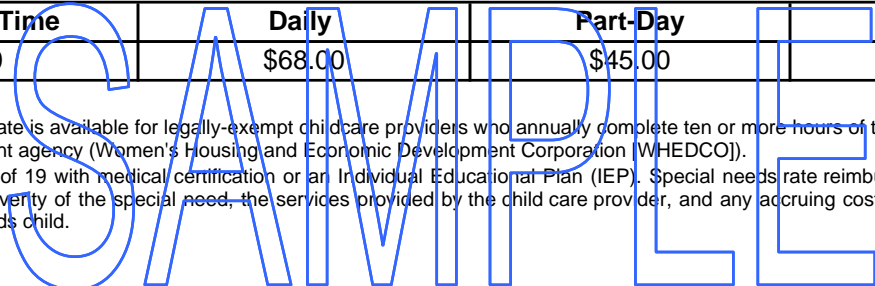 Time Daily Part-Day
$68.00 $45.00
ate is available for legally-exempt childcare providers who annually complete ten or more hours of t
nt agency (Women's Housing and Economic Development Corporation [WHEDCO]).
of 19 with medical certification or an Individual Educational Plan (IEP). Special needs rate reimbu
verity of the special need, the services provided by the child care provider, and any accruing cost
ds child.
SAMPLE